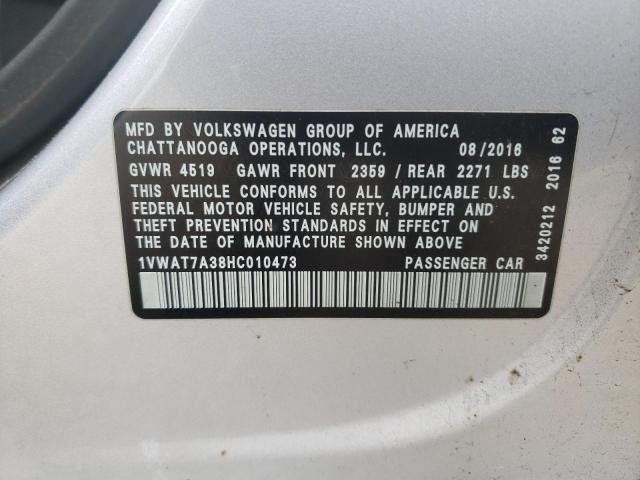 MFD BY VOLKSWAGEN GROUP OF AMERICA
CHATTANOOGA OPERATIONS, LLC. 08/2016
GVWR 4519 GAWR FRONT 2359 / REAR 2271 LBS
THIS VEHICLE CONFORMS TO ALL APPLICABLE U.S.
FEDERAL MOTOR VEHICLE SAFETY, BUMPER AND
THEFT PREVENTION STANDARDS IN EFFECT ON
THE DATE OF MANUFACTURE SHOWN ABOVE
1VWAT7A38HC010473 PASSENGER CAR
3420212 2016 62